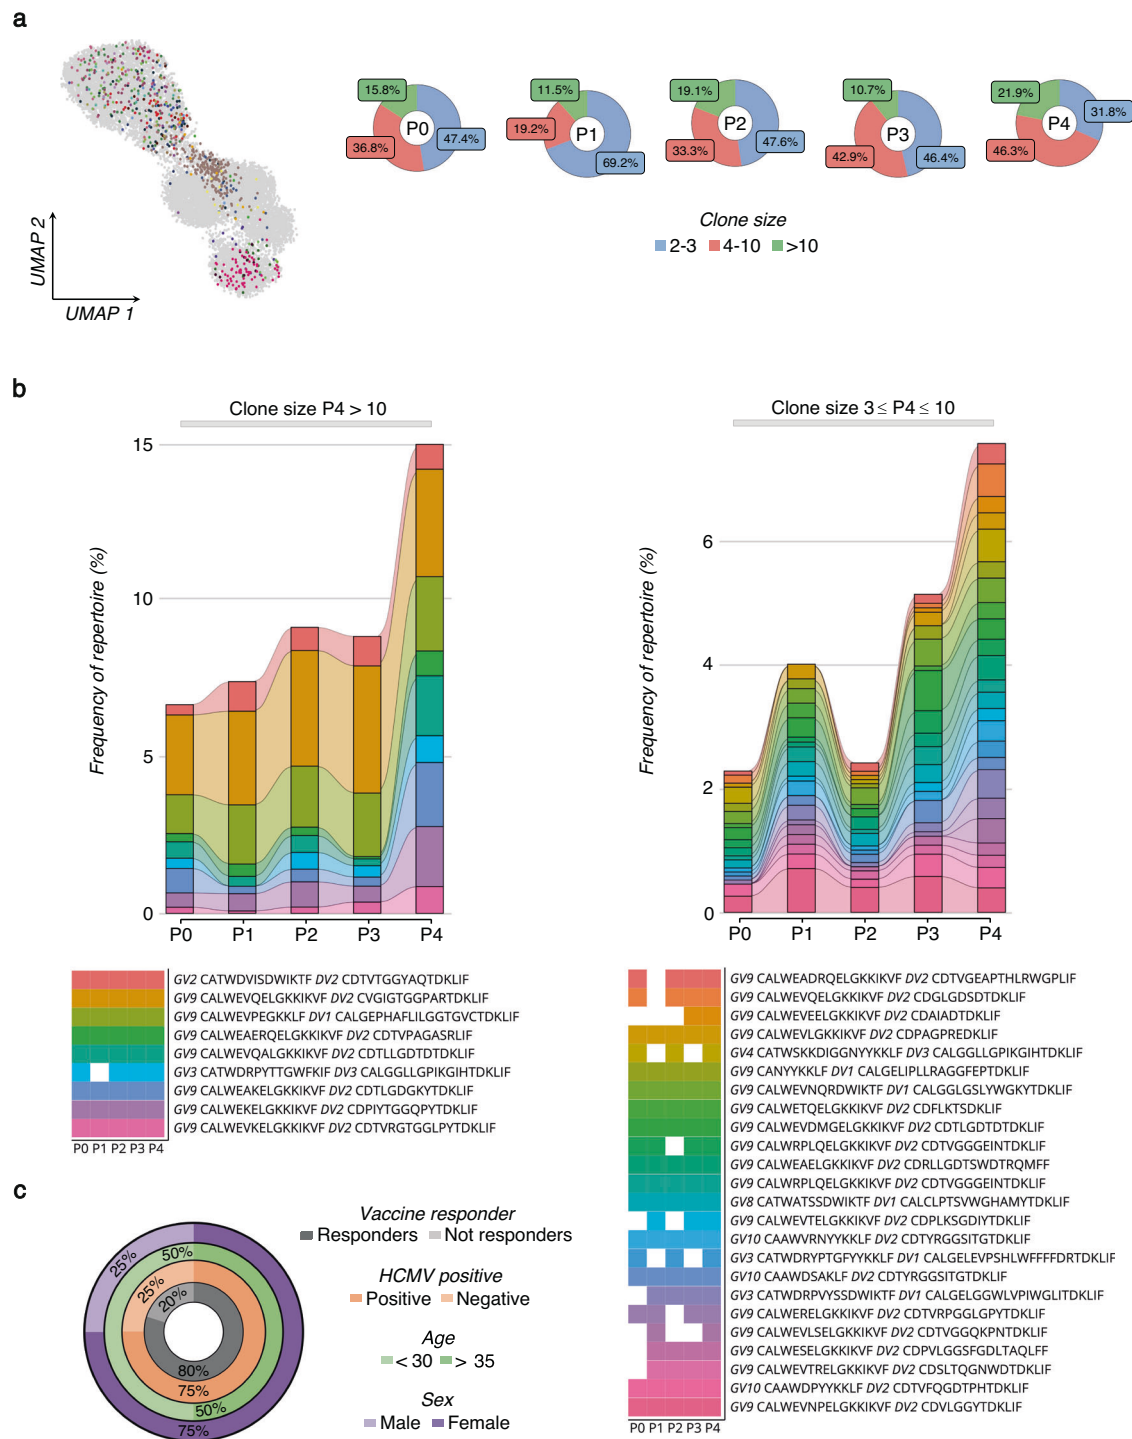 a
15.8%
P0
47.4%
36.8%
11.5%
19.2%
P1
69.2%
19.1%
P2
33.3%
47.6%
10.7%
P3
42.9%
46.4%
21.9%
31.8%
P4
46.3%
Clone size
2-3 4-10 >10
UMAP 2
UMAP 1
b
Clone size P4 > 10
Frequency of repertoire (%)
15
10
5
0
P0 P1 P2 P3 P4
GV2 CATWDVISDWIKTF DV2 CDTVTGGYAQTDKLIF
GV9 CALWEVQELGKKIKVF DV2 CVGIGTGGPARTDKLIF
GV9 CALWEVPEGKKLF DV1 CALGEPHAFLILGGTGVCTDKLIF
GV9 CALWEAERQELGKKIKVF DV2 CDTVPAGASRLIF
GV9 CALWEVQALGKKIKVF DV2 CDTLLGDTDTDKLIF
GV3 CATWDRPYTTGWFKIF DV3 CALGGLLGPIKGIHTDKLIF
GV9 CALWEAKELGKKIKVF DV2 CDTLGDGKYTDKLIF
GV9 CALWEKELGKKIKVF DV2 CDPIYTGGQPYTDKLIF
GV9 CALWEVKELGKKIKVF DV2 CDTVRGTGGLPYTDKLIF
P0 P1 P2 P3 P4
Clone size 3 ≤ P4 ≤ 10
Frequency of repertoire (%)
6
4
2
0
P0 P1 P2 P3 P4
GV9 CALWEADRQELGKKIKVF DV2 CDTVGEAPTHLRWGPLIF
GV9 CALWEVQELGKKIKVF DV2 CDGLGDSDTDKLIF
GV9 CALWEVEELGKKIKVF DV2 CDAIADTDKLIF
GV9 CALWEVLGKKIKVF DV2 CDPAGPREDKLIF
GV4 CATWSKKDIGGNYYKKLF DV3 CALGGLLGPIKGIHTDKLIF
GV9 CANYYKKLF DV1 CALGELIPLLRAGGFEPTDKLIF
GV9 CALWEVNQRDWIKTF DV1 CALGGLGSLYWGKYTDKLIF
GV9 CALWETQELGKKIKVF DV2 CDFLKTSDKLIF
GV9 CALWEVDMGELGKKIKVF DV2 CDTLGDTDTDKLIF
GV9 CALWRPLQELGKKIKVF DV2 CDTVGGGEINTDKLIF
GV9 CALWEAELGKKIKVF DV2 CDRLLGDTSWDTRQMFF
GV9 CALWRPLQELGKKIKVF DV2 CDTVGGGEINTDKLIF
GV8 CATWATSSDWIKTF DV1 CALCLPTSVWGHAMYTDKLIF
GV9 CALWEVTELGKKIKVF DV2 CDPLKSGDIYTDKLIF
GV10 CAAWVRNYYKKLF DV2 CDTYRGGSITGTDKLIF
GV3 CATWDRYPTGFYYKKLF DV1 CALGELEVPSHLWFFFFDRTDKLIF
GV10 CAAWDSAKLF DV2 CDTYRGGSITGTDKLIF
GV3 CATWDRPVYSSDWIKTF DV1 CALGELGGWLVPIWGLITDKLIF
GV9 CALWERELGKKIKVF DV2 CDTVRPGGLGPYTDKLIF
GV9 CALWEVLSELGKKIKVF DV2 CDTVGGQKPNTDKLIF
GV9 CALWESELGKKIKVF DV2 CDPVLGGSFGDLTAQLFF
GV9 CALWEVTRELGKKIKVF DV2 CDSLTQGNWDTDKLIF
GV10 CAAWDPYYKKLF DV2 CDTVFQGDTPHTDKLIF
GV9 CALWEVNPELGKKIKVF DV2 CDVLGGYTDKLIF
P0 P1 P2 P3 P4
c
25%
50%
25%
20%
80%
75%
50%
75%
Vaccine responder
Responders Not responders
HCMV positive
Positive Negative
Age
< 30 > 35
Sex
Male Female